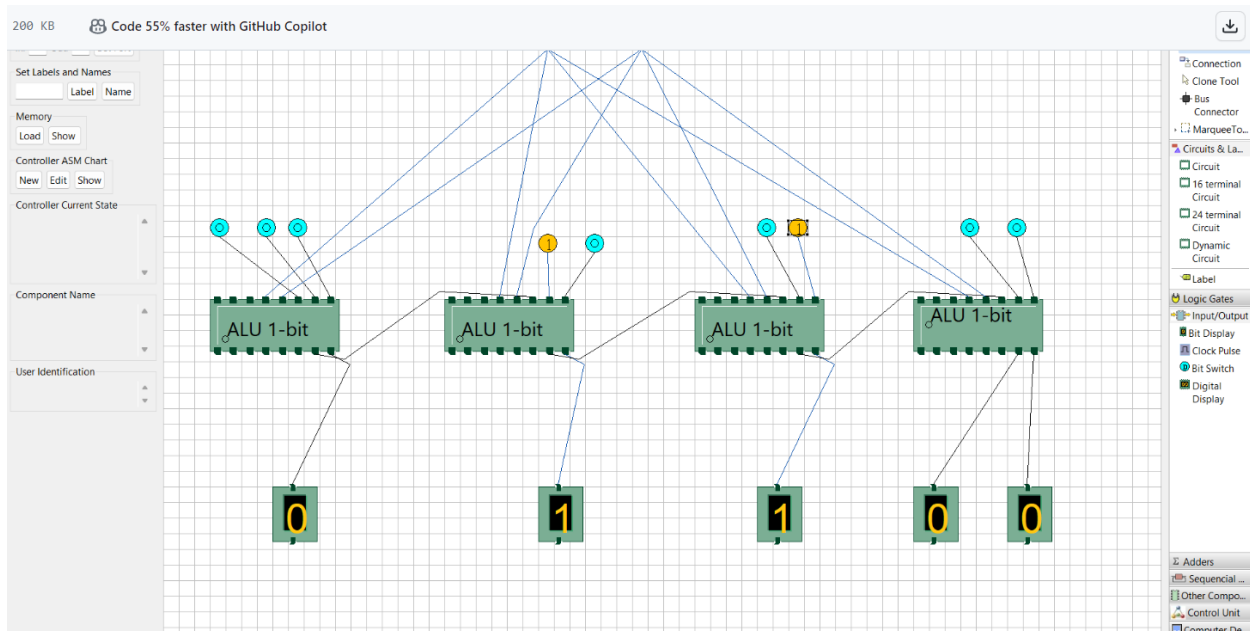 200 KB Code 55% faster with GitHub Copilot
Set Labels and Names
Label Name
Memory
Load Show
Controller ASM Chart
New Edit Show
Controller Current State
Component Name
User Identification
1
1
ALU 1-bit ALU 1-bit ALU 1-bit ALU 1-bit
0 1 1 0 0
Connection
Clone Tool
Bus
Connector
MarqueeTo...
Circuits & La...
Circuit
16 terminal
Circuit
24 terminal
Circuit
Dynamic
Circuit
Label
Logic Gates
Input/Output
Bit Display
Clock Pulse
Bit Switch
Digital
Display
Σ Adders
Sequential ...
Other Compo...
Control Unit
Computer De...